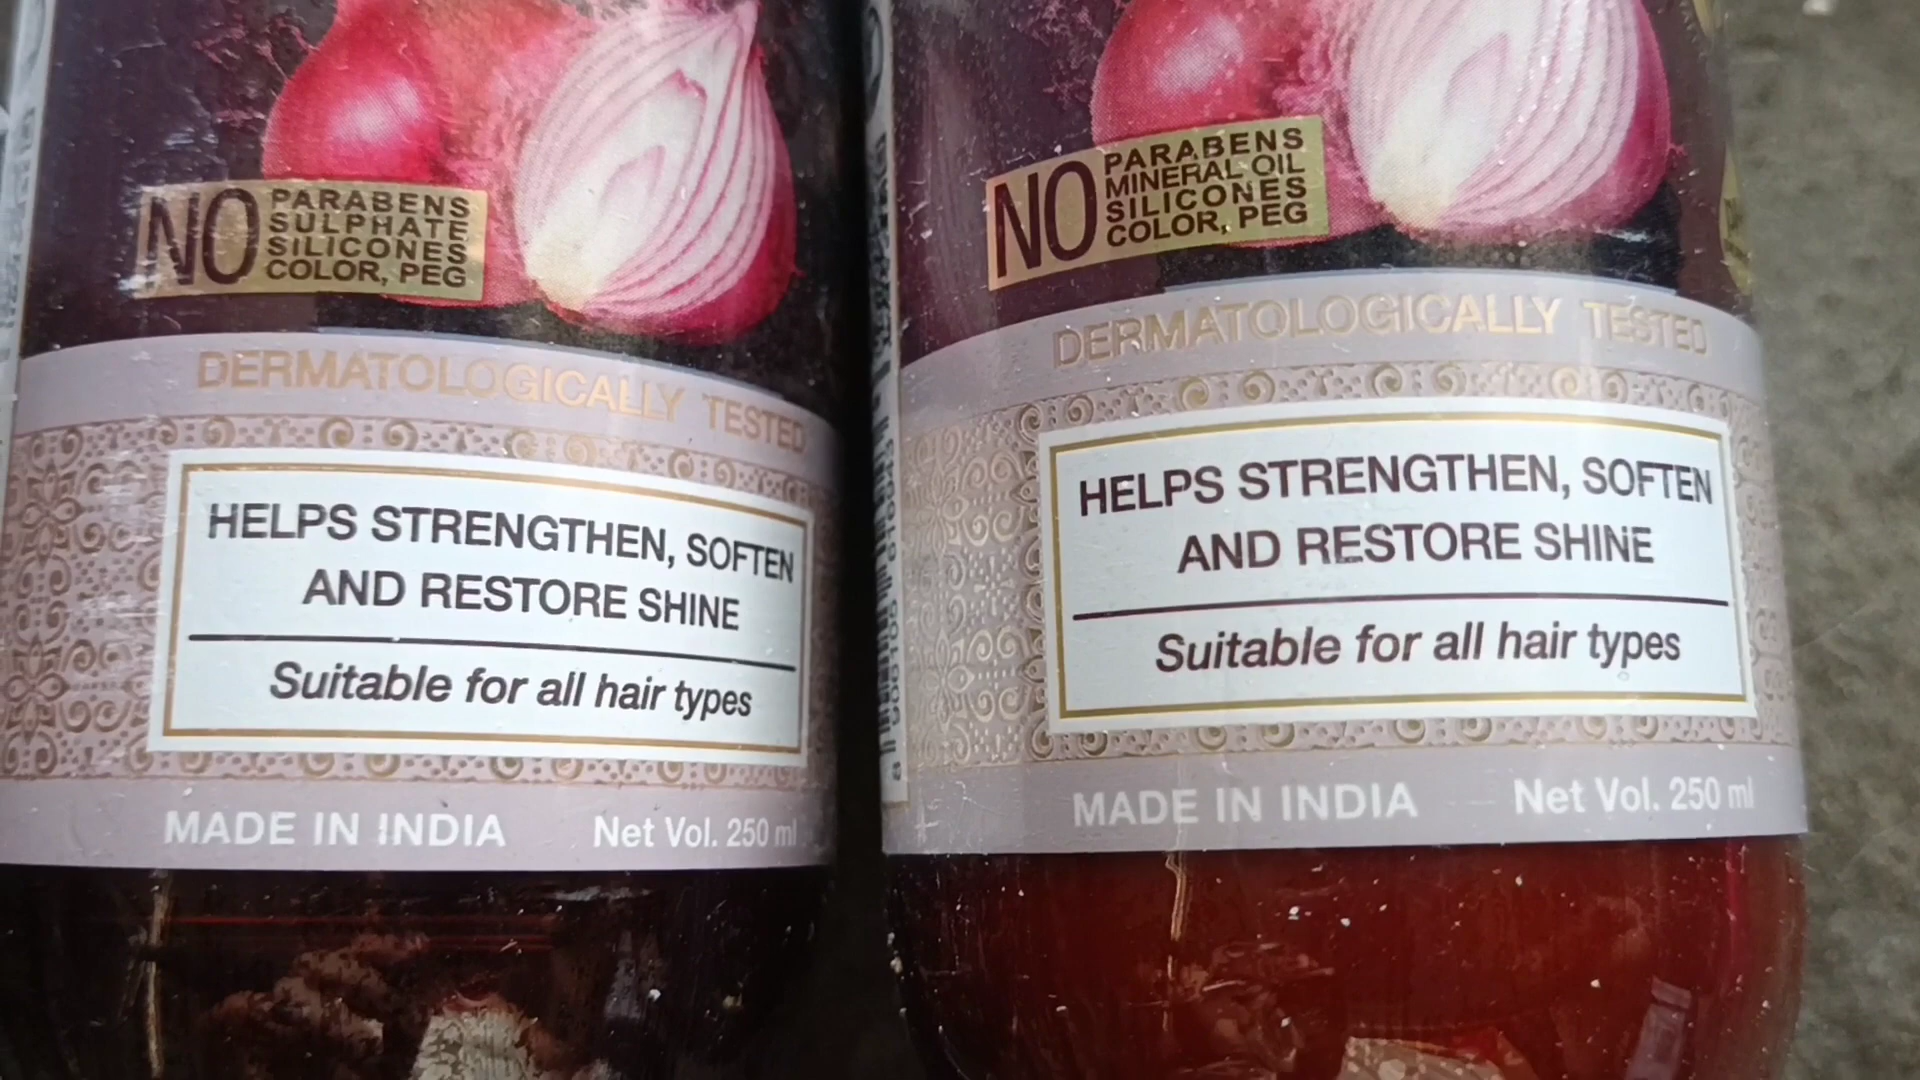 NO
PARABENS
SULPHATE
SILICONES
COLOR, PEG
DERMATOLOGICALLY TESTED
HELPS STRENGTHEN, SOFTEN
AND RESTORE SHINE
Suitable for all hair types
MADE IN INDIA
Net Vol. 250 ml
NO
PARABENS
MINERAL OIL
SILICONES
COLOR, PEG
DERMATOLOGICALLY TESTED
HELPS STRENGTHEN, SOFTEN
AND RESTORE SHINE
Suitable for all hair types
MADE IN INDIA
Net Vol. 250 ml